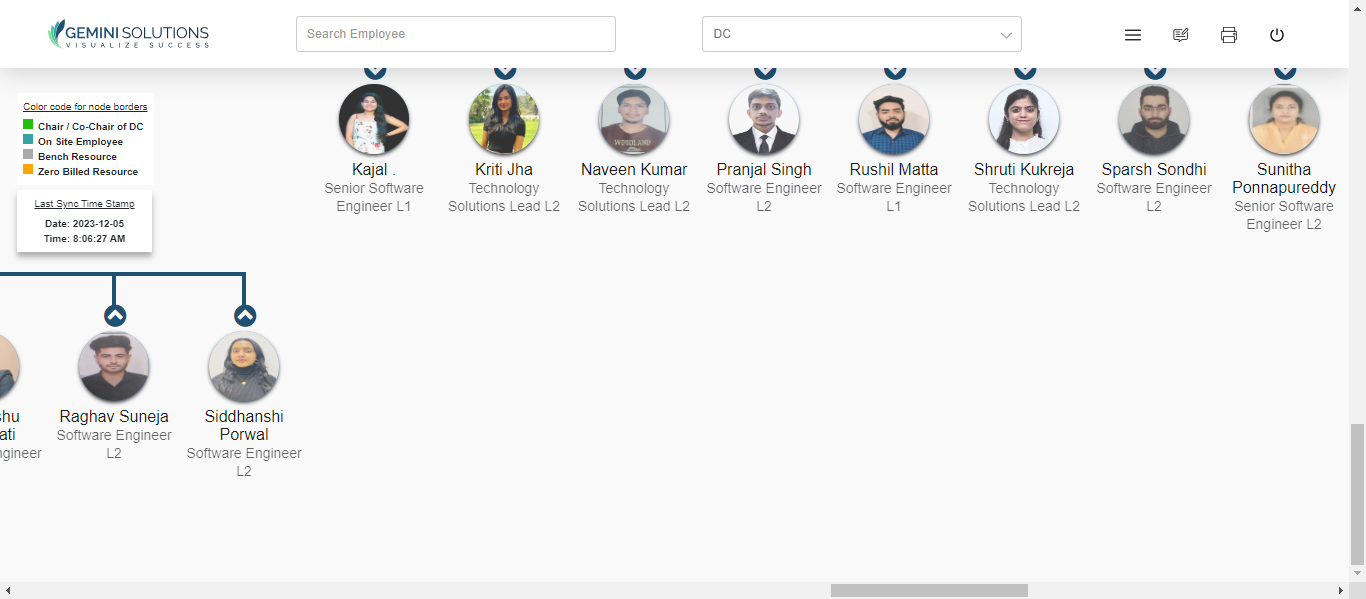 GEMINI SOLUTIONS
VISUALIZE SUCCESS
Search Employee
DC
Color code for node borders
Chair / Co-Chair of DC
On Site Employee
Bench Resource
Zero Billed Resource
Last Sync Time Stamp
Date: 2023-12-05
Time: 8:06:27 AM
Kajal .
Senior Software
Engineer L1
Kriti Jha
Technology
Solutions Lead L2
Naveen Kumar
Technology
Solutions Lead L2
Pranjal Singh
Software Engineer
L2
Rushil Matta
Software Engineer
L1
Shruti Kukreja
Technology
Solutions Lead L2
Sparsh Sondhi
Software Engineer
L2
Sunitha
Ponnapureddy
Senior Software
Engineer L2
shu
ati
ngineer
Raghav Suneja
Software Engineer
L2
Siddhanshi
Porwal
Software Engineer
L2